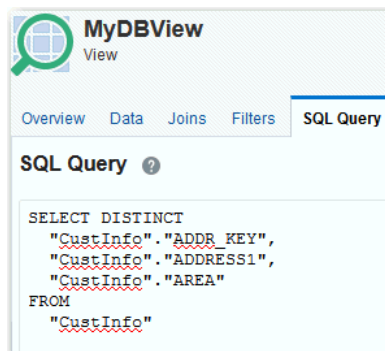 MyDBView
View
Overview Data Joins Filters SQL Query
SQL Query ?
SELECT DISTINCT
"CustInfo"."ADDR_KEY",
"CustInfo"."ADDRESS1",
"CustInfo"."AREA"
FROM
"CustInfo"